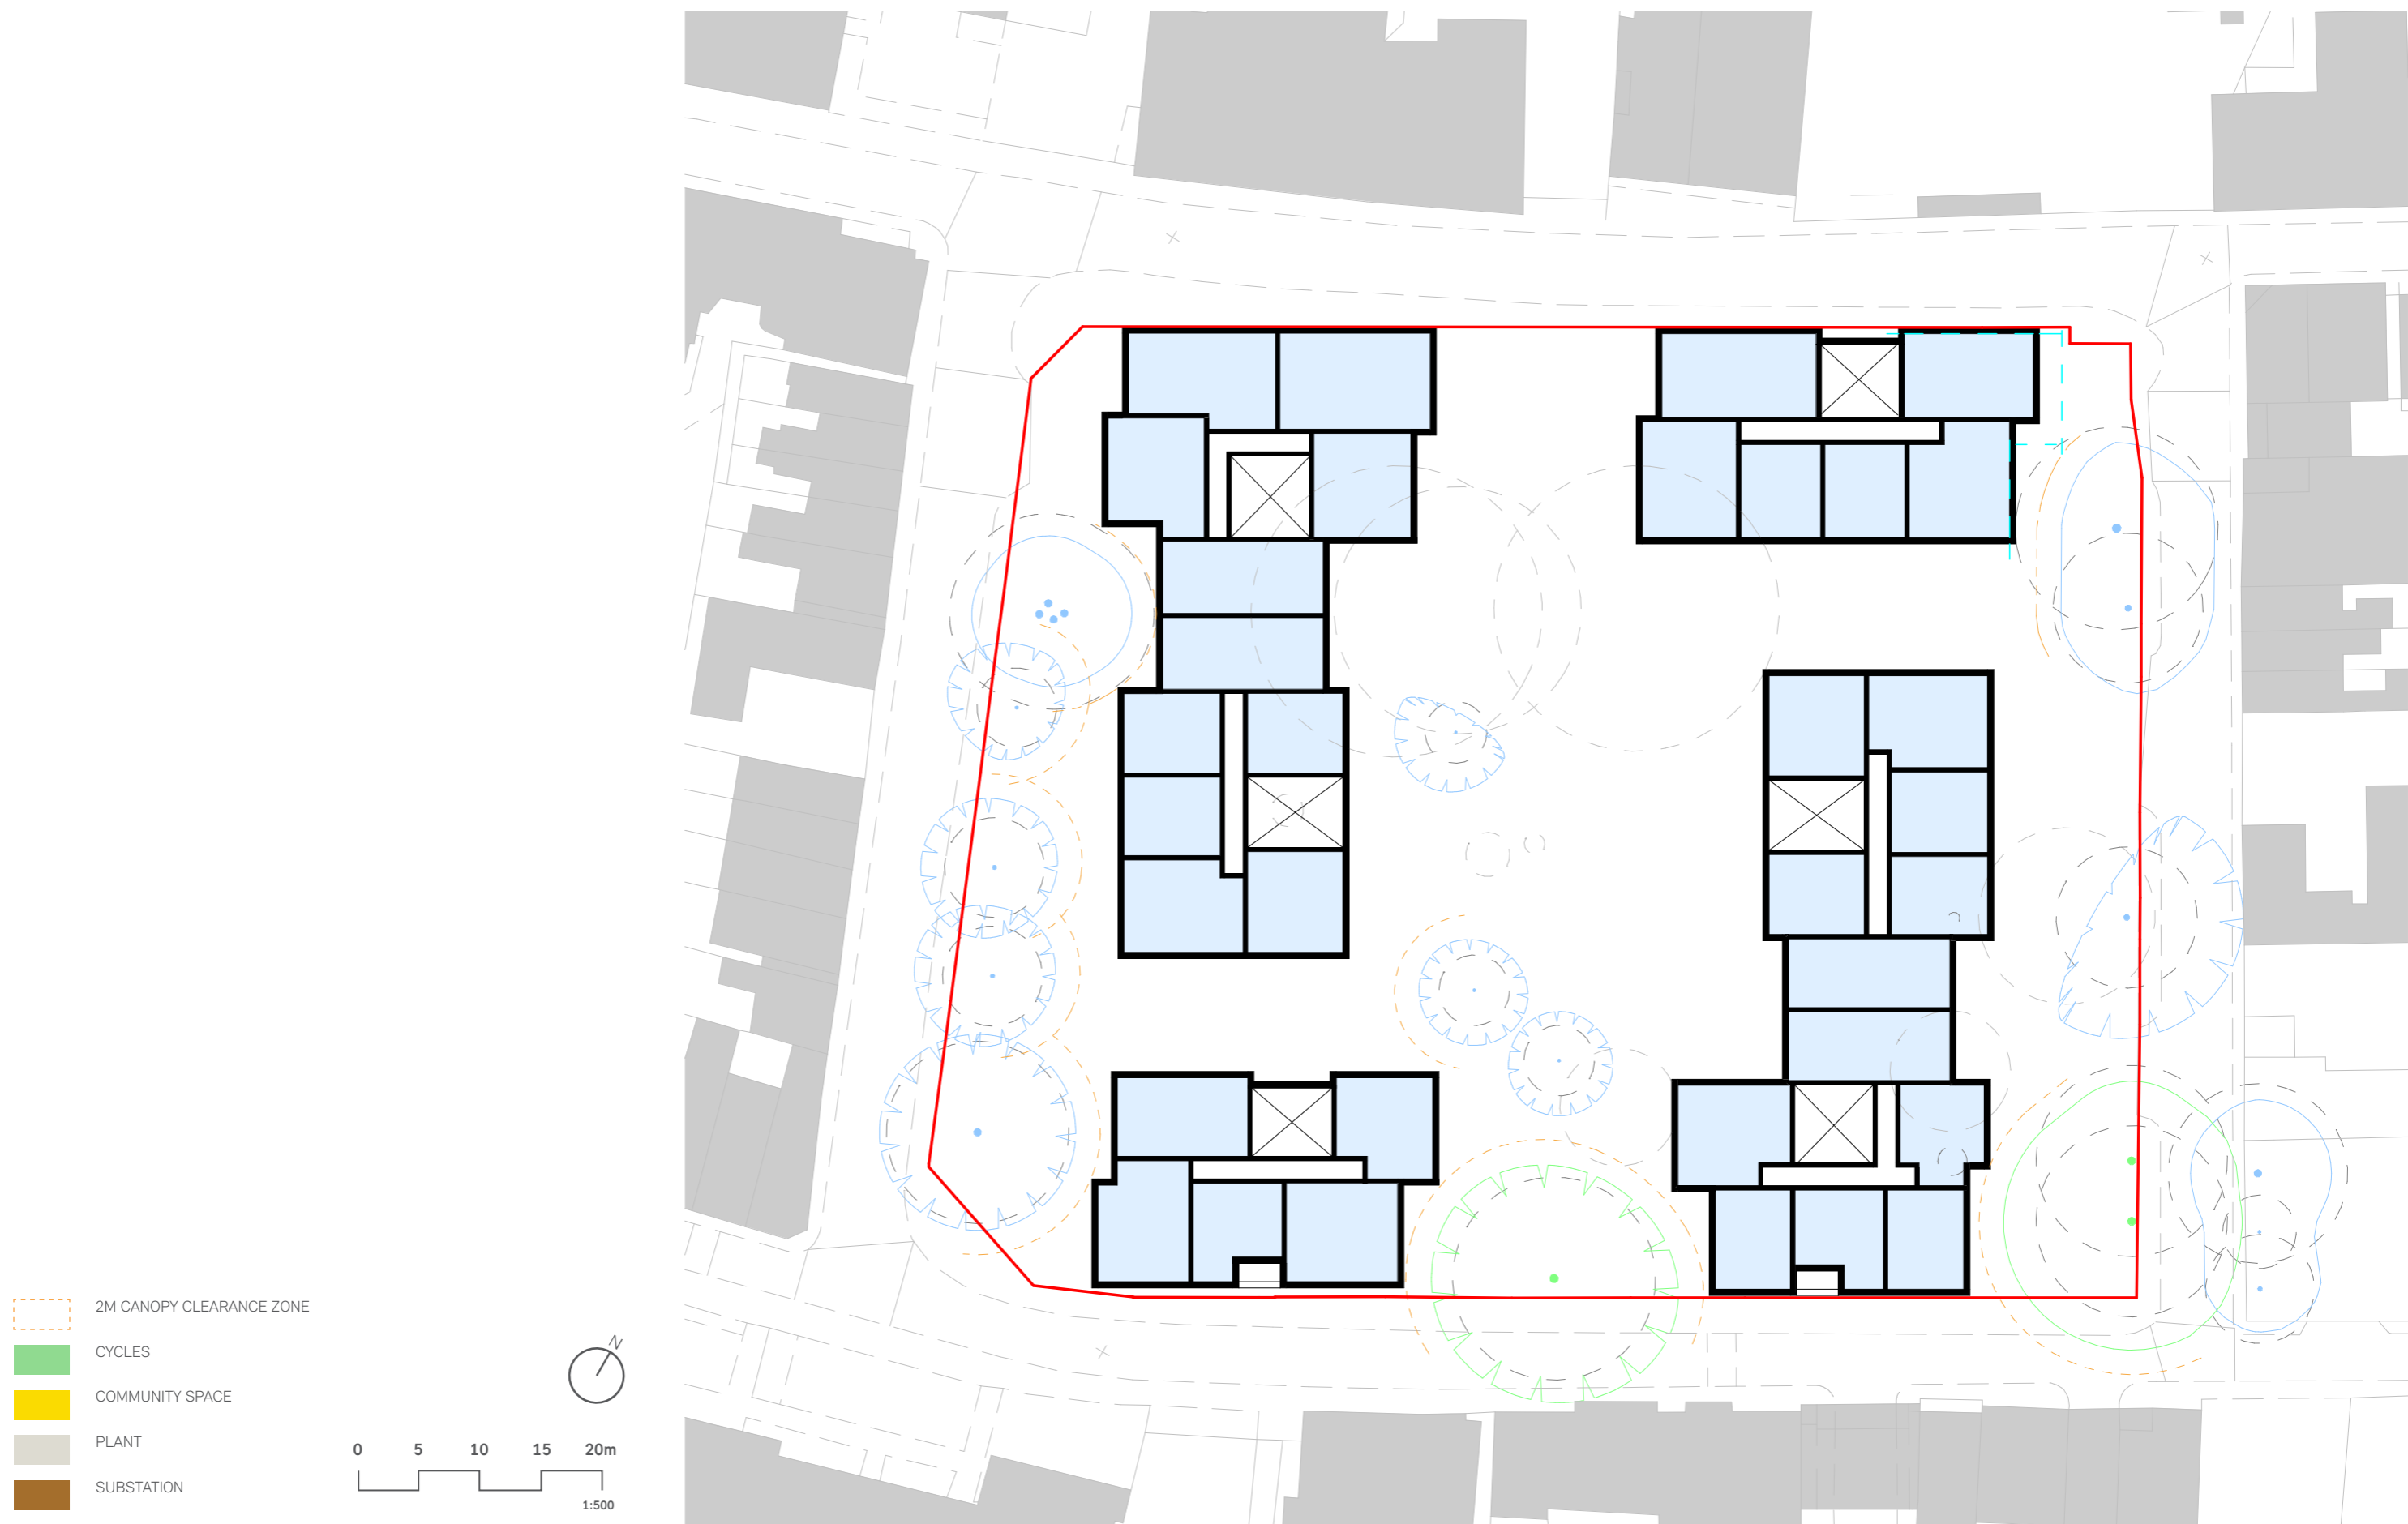 2M CANOPY CLEARANCE ZONE
CYCLES
COMMUNITY SPACE
PLANT
SUBSTATION
N
0 5 10 15 20m
1:500